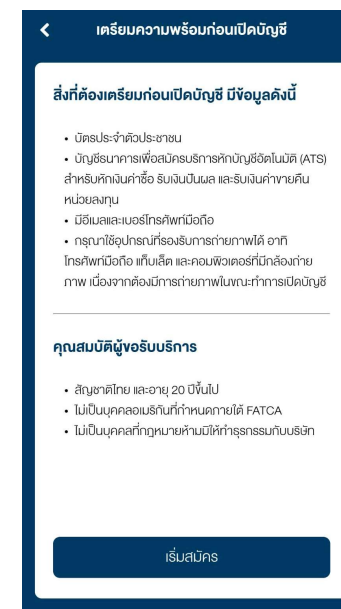 เตรียมความพร้อมก่อนเปิดบัญชี
สิ่งที่ต้องเตรียมก่อนเปิดบัญชี มีข้อมูลดังนี้
• บัตรประจำตัวประชาชน
• บัญชีธนาคารเพื่อสมัครบริการหักบัญชีอัตโนมัติ (ATS)
สำหรับหักเงินค่าซื้อ รับเงินปันผล และรับเงินค่าขายคืน
หน่วยลงทุน
• มีอีเมลและเบอร์โทรศัพท์มือถือ
• กรุณาใช้อุปกรณ์ที่รองรับการถ่ายภาพได้ อาทิ
โทรศัพท์มือถือ แท็บเล็ต และคอมพิวเตอร์ที่มีกล้องถ่าย
ภาพ เนื่องจากต้องมีการถ่ายภาพในขณะทำการเปิดบัญชี
คุณสมบัติผู้ขอรับบริการ
• สัญชาติไทย และอายุ 20 ปีขึ้นไป
• ไม่เป็นบุคคลอเมริกันที่กำหนดภายใต้ FATCA
• ไม่เป็นบุคคลที่กฎหมายห้ามมิให้ทำธุรกรรมกับบริษัท
เริ่มสมัคร